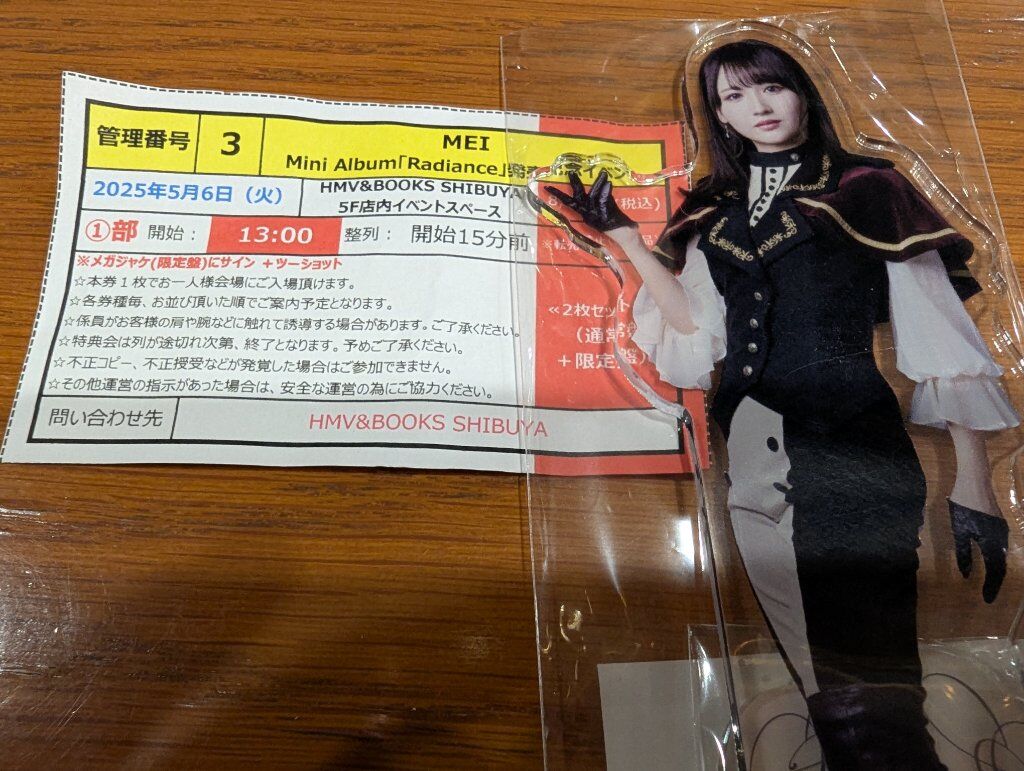 管理番号 3 MEI
Mini Album「Radiance」発売記念イベン
2025年5月6日（火） HMV&BOOKS SHIBUYA
5F店内イベントスペース
税込)
①部 開始： 13:00 整列： 開始15分前
※メガジャケ(限定盤)にサイン ＋ツーショット
☆本券１枚でお一人様会場にご入場頂けます。
☆各券種毎、お並び頂いた順でご案内予定となります。
☆係員がお客様の肩や腕などに触れて誘導する場合があります。ご了承ください。
☆特典会は列が途切れ次第、終了となります。予めご了承ください。
☆不正コピー、不正授受などが発覚した場合はご参加できません。
☆その他運営の指示があった場合は、安全な運営の為にご協力ください。
≪2枚セット
（通常
＋限定盤）
問い合わせ先 HMV&BOOKS SHIBUYA